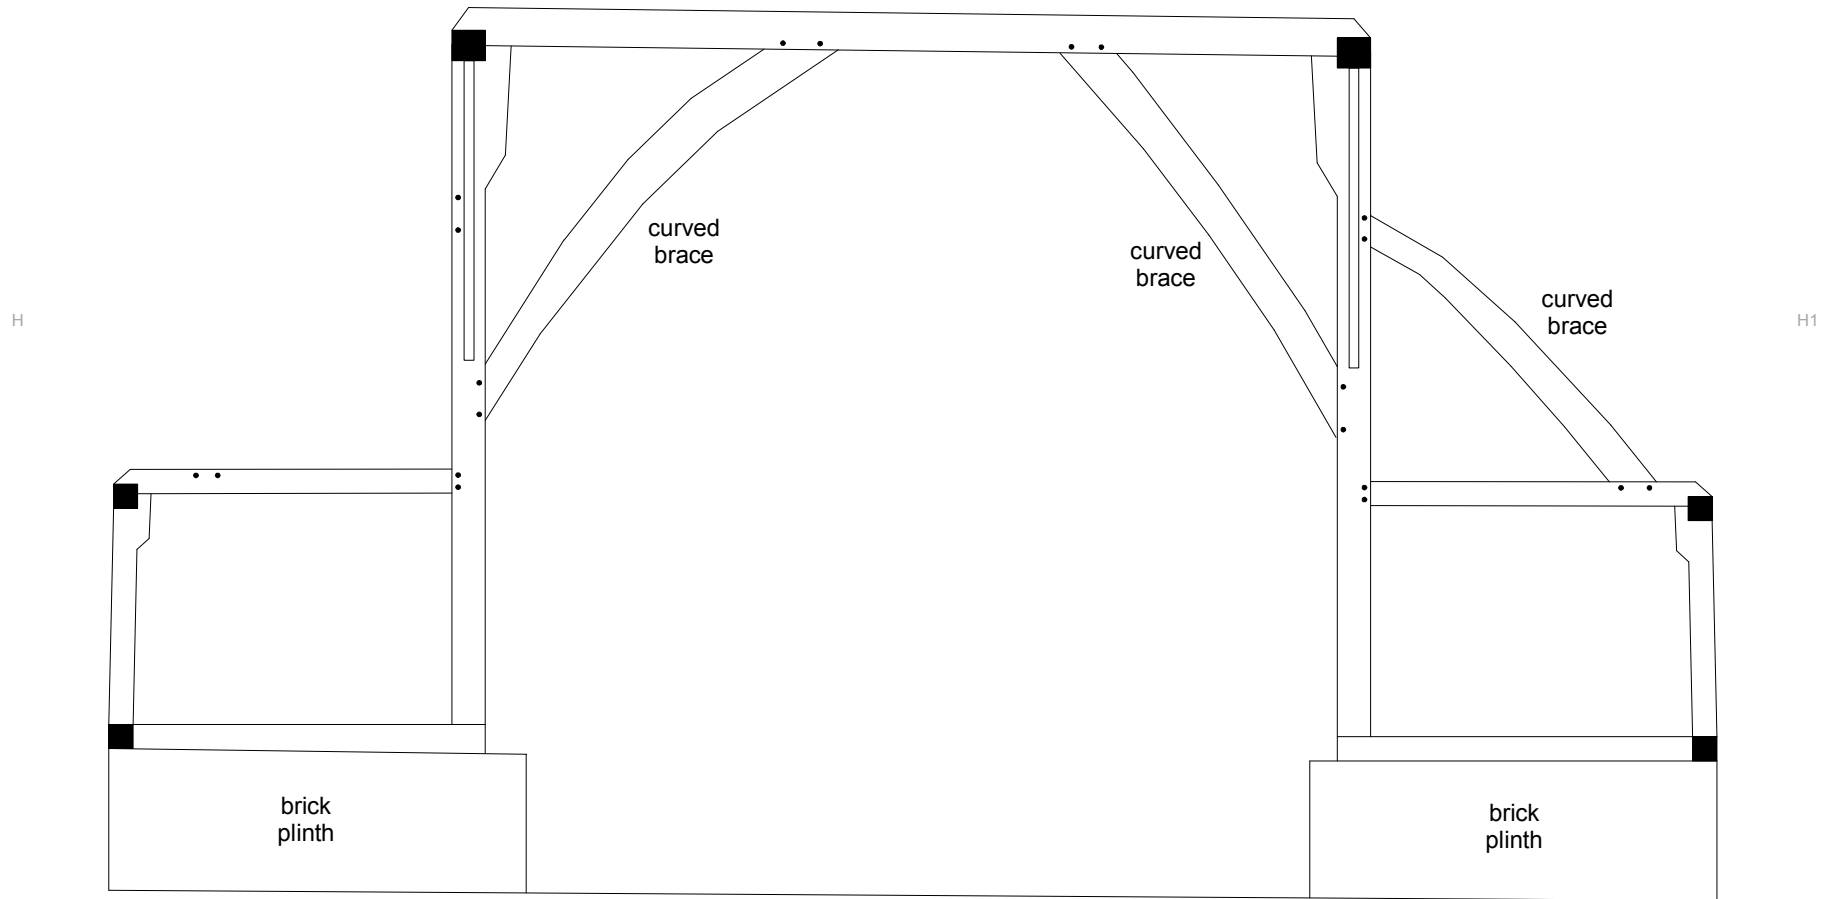 curved
brace
curved
brace
curved
brace
H
H1
brick
plinth
brick
plinth